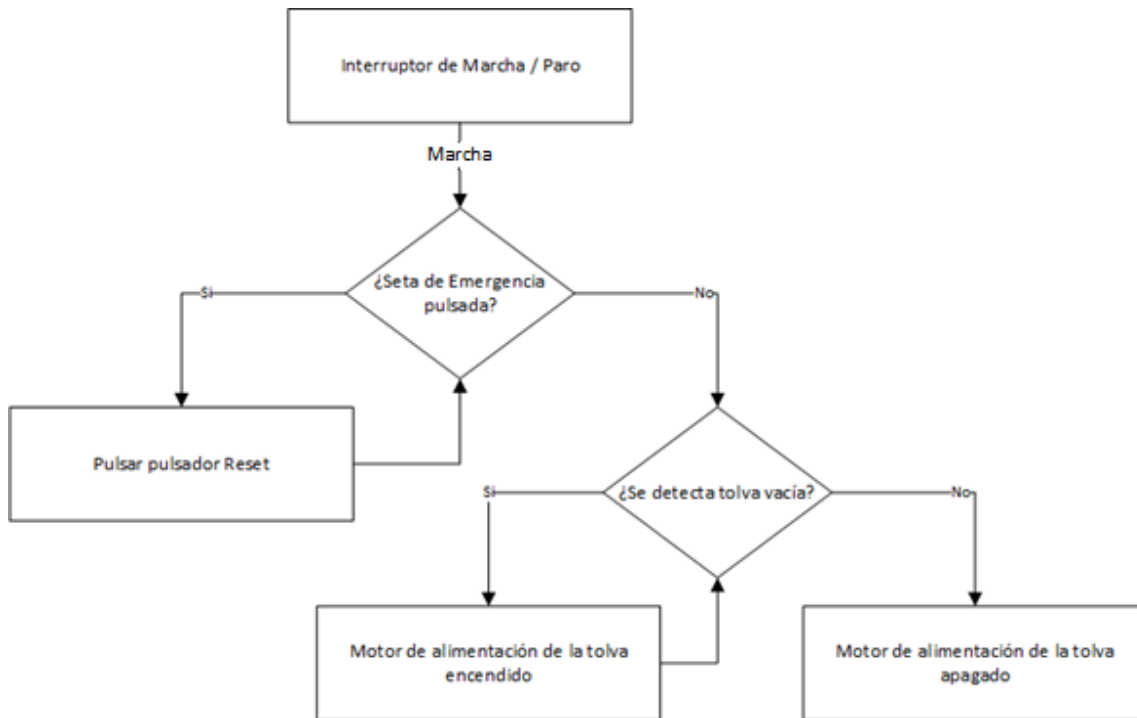 Interruptor de Marcha / Paro
Marcha
¿Seta de Emergencia
pulsada?
Si
No
Pulsar pulsador Reset
¿Se detecta tolva vacía?
Si
No
Motor de alimentación de la tolva
encendido
Motor de alimentación de la tolva
apagado